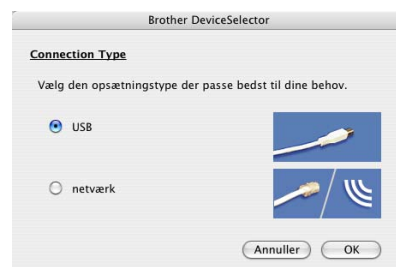 Brother DeviceSelector
Connection Type
Vælg den opsætningstype der passe bedst til dine behov.
USB
netværk
Annuller
OK